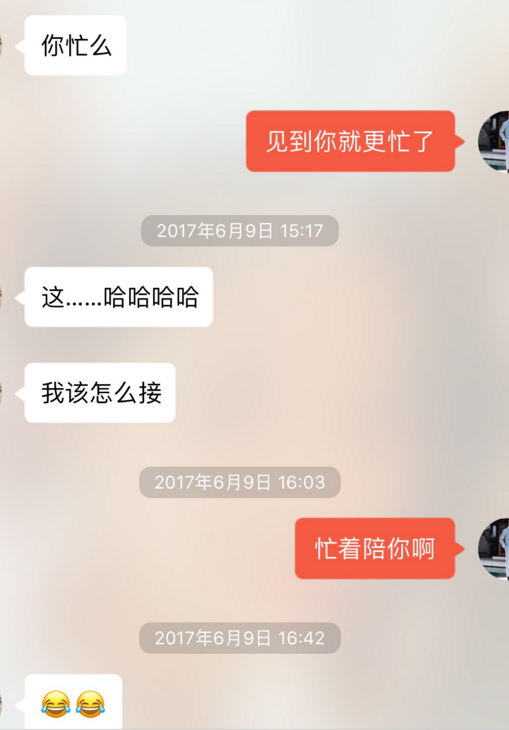 你忙么
见到你就更忙了
2017年6月9日 15:17
这……哈哈哈哈
我该怎么接
2017年6月9日 16:03
忙着陪你啊
2017年6月9日 16:42
😂😂